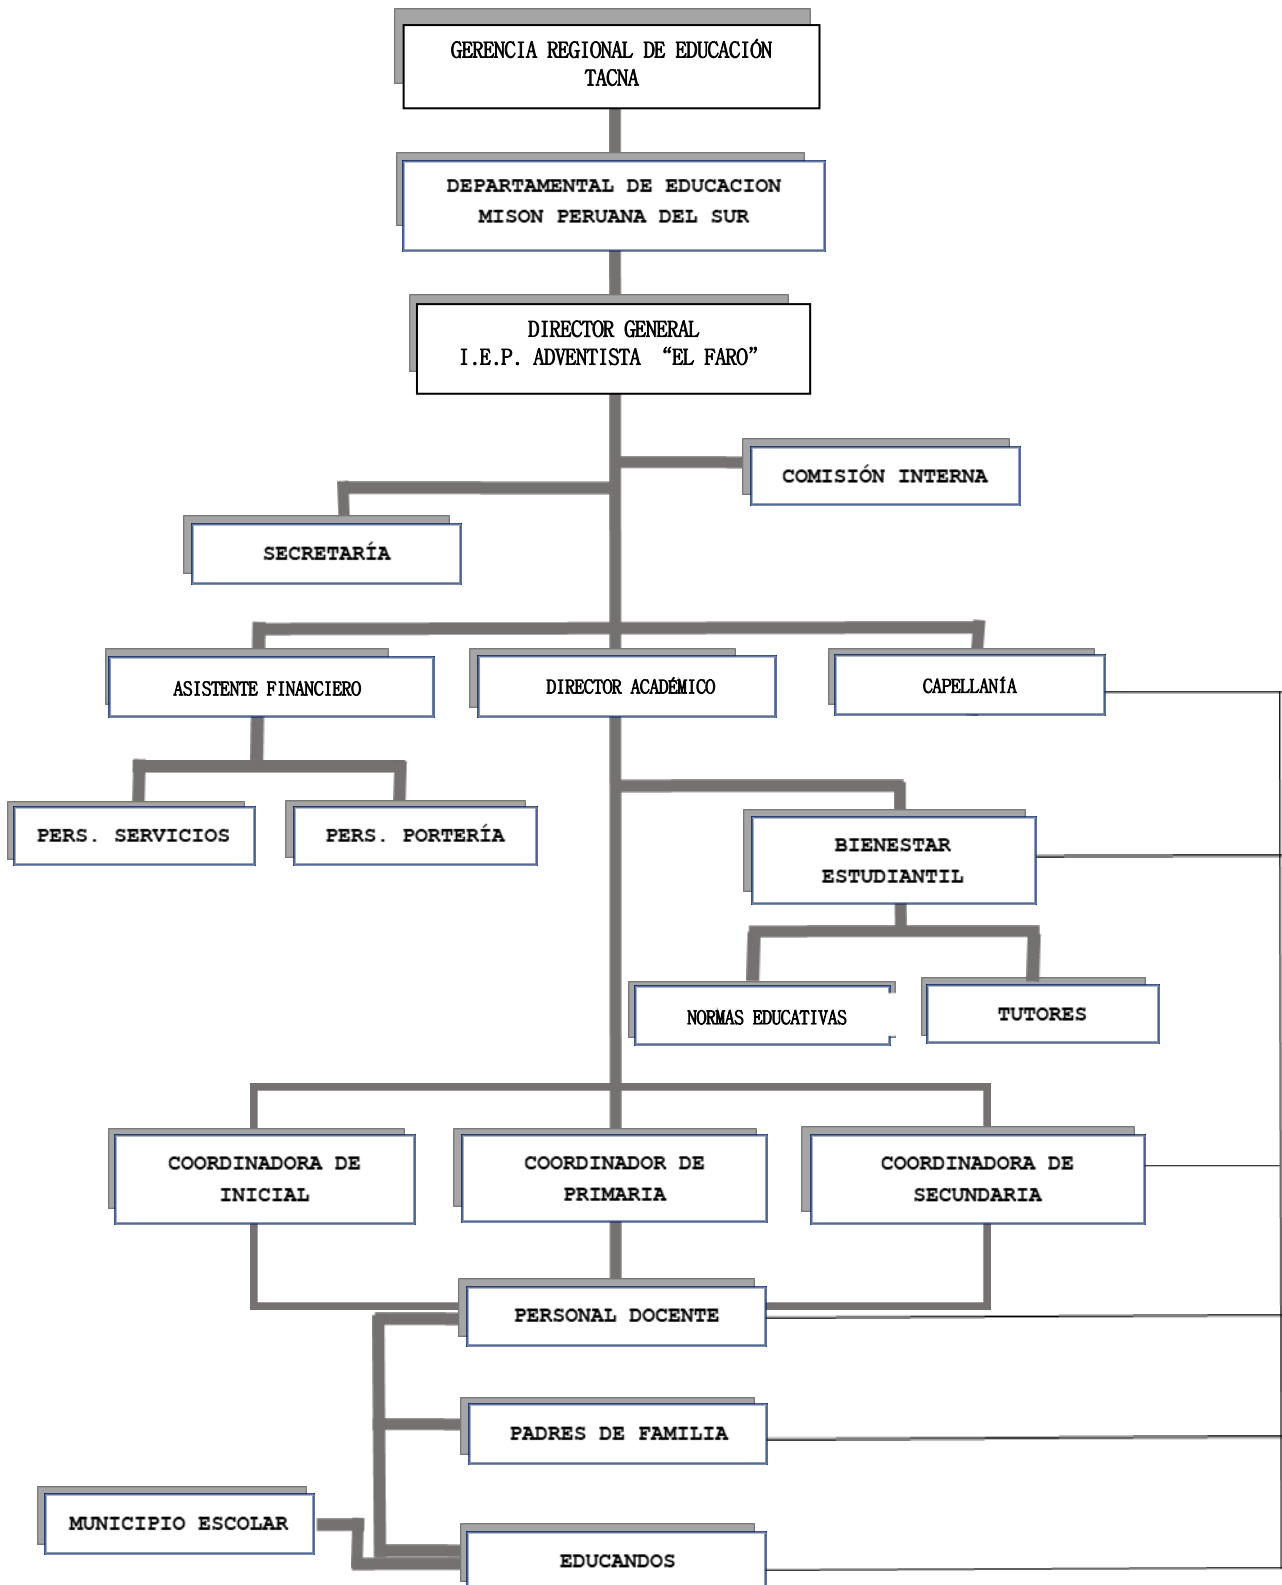 GERENCIA REGIONAL DE EDUCACIÓN
TACNA
DEPARTAMENTAL DE EDUCACION
MISON PERUANA DEL SUR
DIRECTOR GENERAL
I.E.P. ADVENTISTA “EL FARO”
COMISIÓN INTERNA
SECRETARÍA
ASISTENTE FINANCIERO
DIRECTOR ACADÉMICO
CAPELLANÍA
PERS. SERVICIOS
PERS. PORTERÍA
BIENESTAR
ESTUDIANTIL
NORMAS EDUCATIVAS
TUTORES
COORDINADORA DE
INICIAL
COORDINADOR DE
PRIMARIA
COORDINADORA DE
SECUNDARIA
PERSONAL DOCENTE
PADRES DE FAMILIA
MUNICIPIO ESCOLAR
EDUCANDOS